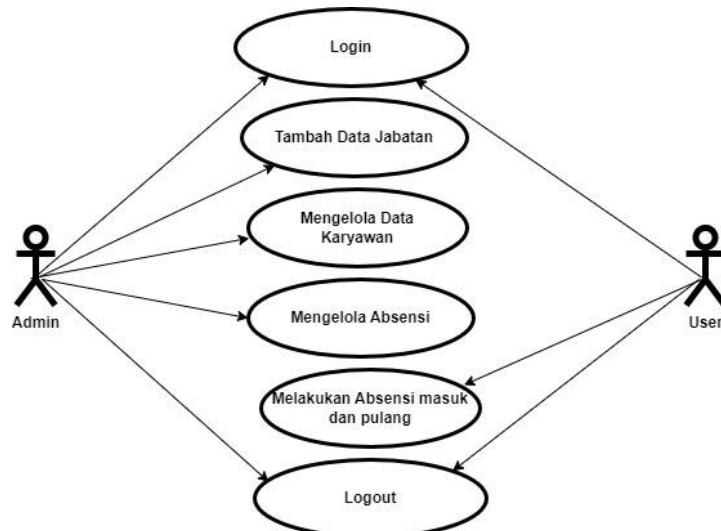 Login
Tambah Data Jabatan
Mengelola Data
Karyawan
Admin
User
Mengelola Absensi
Melakukan Absensi masuk
dan pulang
Logout